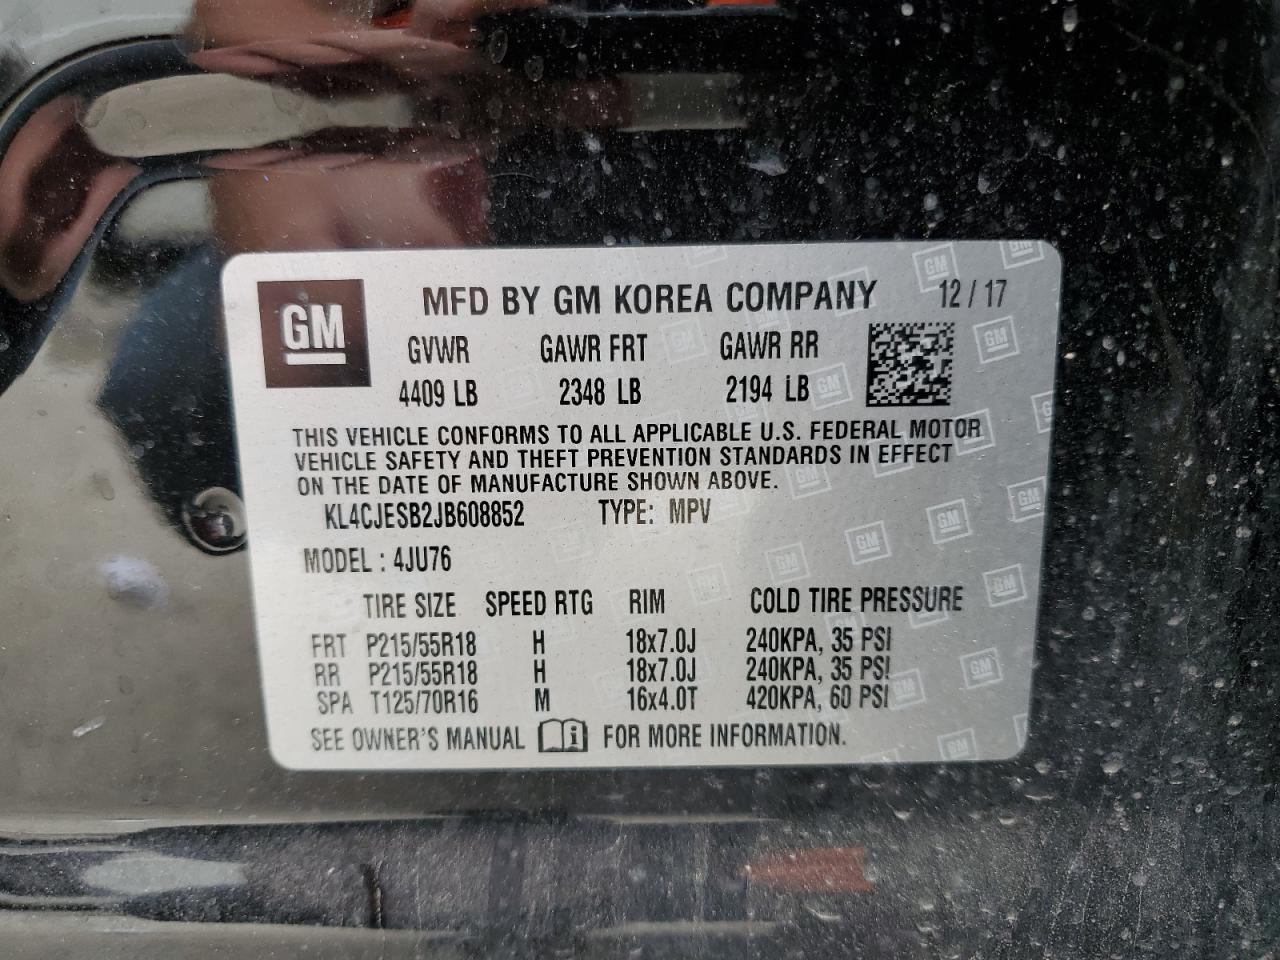 GM MFD BY GM KOREA COMPANY 12/17
GVWR GAWR FRT GAWR RR
4409 LB 2348 LB 2194 LB
THIS VEHICLE CONFORMS TO ALL APPLICABLE U.S. FEDERAL MOTOR
VEHICLE SAFETY AND THEFT PREVENTION STANDARDS IN EFFECT
ON THE DATE OF MANUFACTURE SHOWN ABOVE.
KL4CJESB2JB608852 TYPE: MPV
MODEL : 4JU76
TIRE SIZE SPEED RTG RIM COLD TIRE PRESSURE
FRT P215/55R18 H 18x7.0J 240KPA, 35 PSI
RR P215/55R18 H 18x7.0J 240KPA, 35 PSI
SPA T125/70R16 M 16x4.0T 420KPA, 60 PSI
SEE OWNER'S MANUAL i FOR MORE INFORMATION.